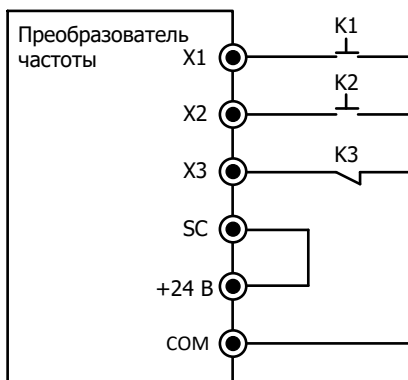 Преобразователь
частоты
X1
K1
X2
K2
X3
K3
SC
+24 В
COM